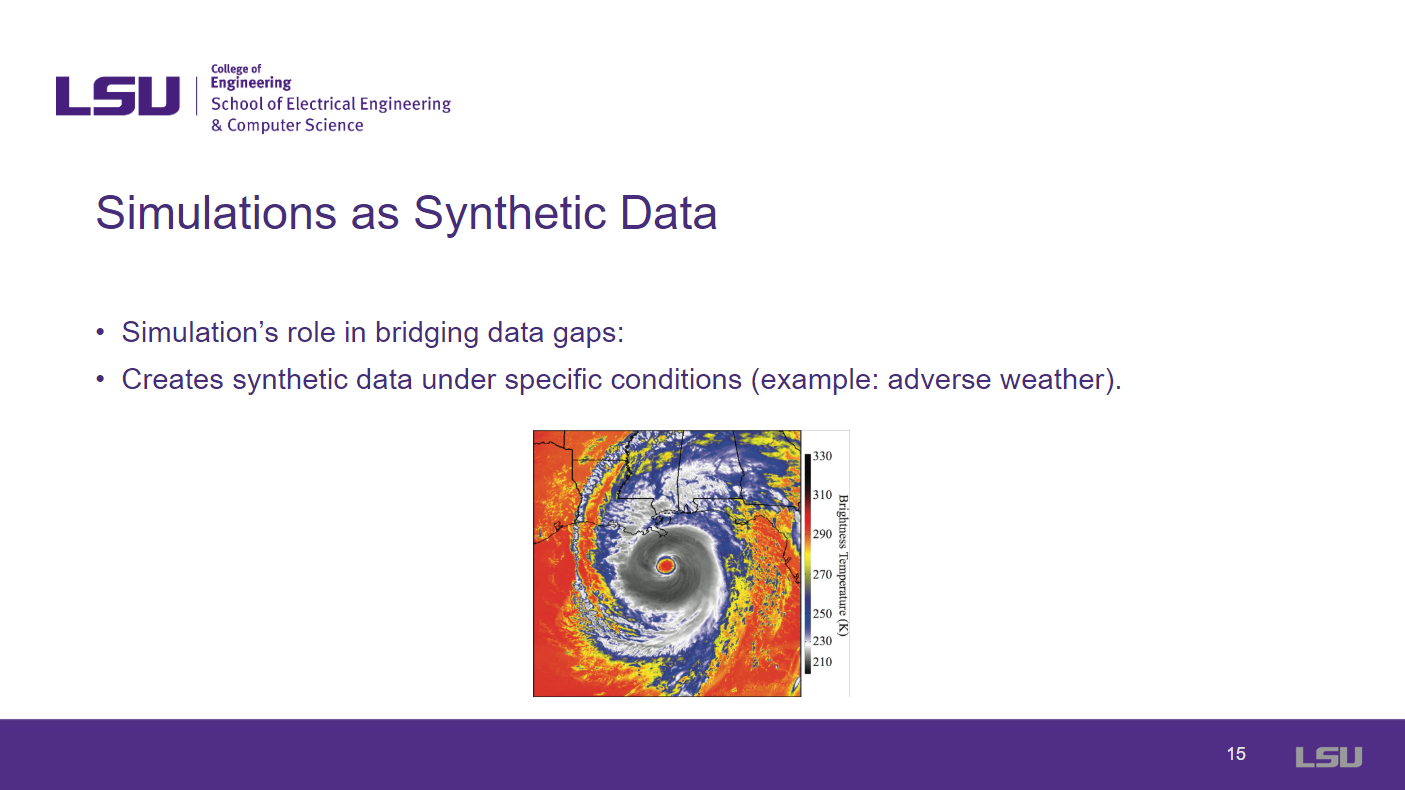 LSU
College of
Engineering
School of Electrical Engineering
& Computer Science
Simulations as Synthetic Data
• Simulation’s role in bridging data gaps:
• Creates synthetic data under specific conditions (example: adverse weather).
330
310
290
270
250
230
210
Brightness Temperature (K)
15
LSU